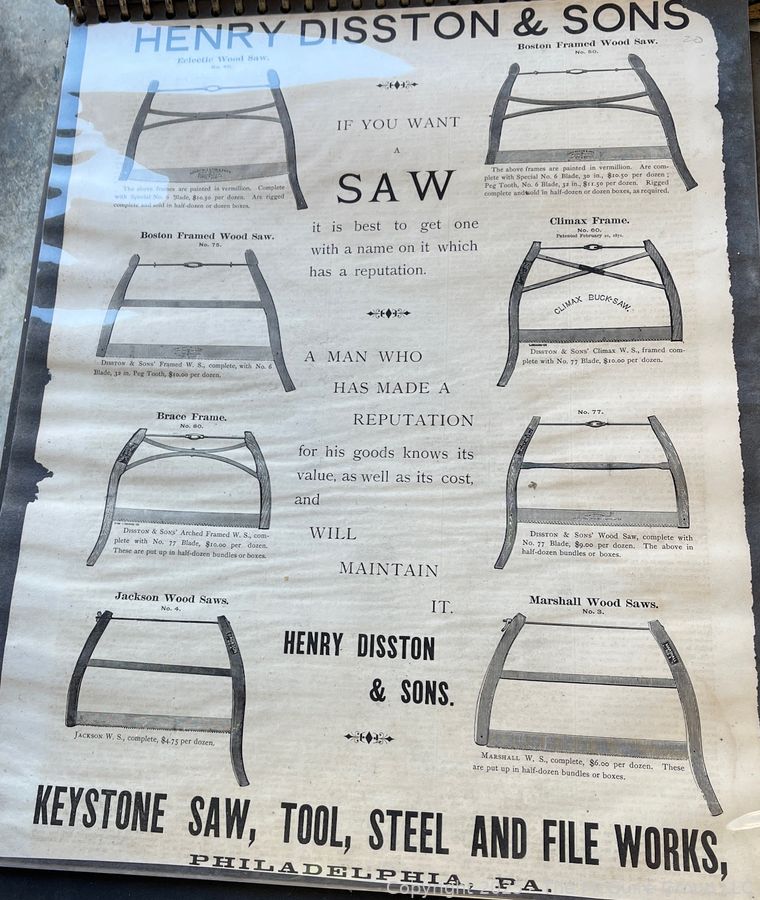 HENRY DISSTON & SONS
20
Eclectic Wood Saw.
The above frames are painted in vermillion. Complete
with Special No. 6 Blade, $10.50 per dozen. Are rigged
complete and sold in half-dozen or dozen boxes.
Boston Framed Wood Saw.
No. 75.
DISSTON & SONS' Framed W. S., complete, with No. 6
Blade, 32 in. Peg Tooth, $10.00 per dozen.
Brace Frame.
No. 80.
DISSTON & SONS' Arched Framed W. S., com-
plete with No. 77 Blade, $10.00 per dozen.
These are put up in half-dozen bundles or boxes.
Jackson Wood Saws.
No. 4.
JACKSON W. S., complete, $4.75 per dozen.
IF YOU WANT
A
SAW
it is best to get one
with a name on it which
has a reputation.
A MAN WHO
HAS MADE A
REPUTATION
for his goods knows its
value, as well as its cost,
and
WILL
MAINTAIN
IT.
HENRY DISSTON
& SONS.
Boston Framed Wood Saw.
No. 50.
The above frames are painted in vermillion. Are com-
plete with Special No. 6 Blade, 30 in., $10.50 per dozen;
Peg Tooth, No. 6 Blade, 32 in., $11.50 per dozen. Rigged
complete and sold in half-dozen or dozen boxes, as required.
Climax Frame.
No. 60.
Patented February
CLIMAX BUCK-SAW.
DISSTON & SONS' Climax W. S., framed com-
plete with No. 77 Blade, $10.00 per dozen.
No. 77.
DISSTON & SONS' Wood Saw, complete with
No. 77 Blade, $9.00 per dozen. The above in
half-dozen bundles or boxes.
Marshall Wood Saws.
No. 3.
MARSHALL W. S., complete, $6.00 per dozen. These
are put up in half-dozen bundles or boxes.
KEYSTONE SAW, TOOL, STEEL AND FILE WORKS,
PHILADELPHIA, PA.
Copyright The McGuire Group LLC